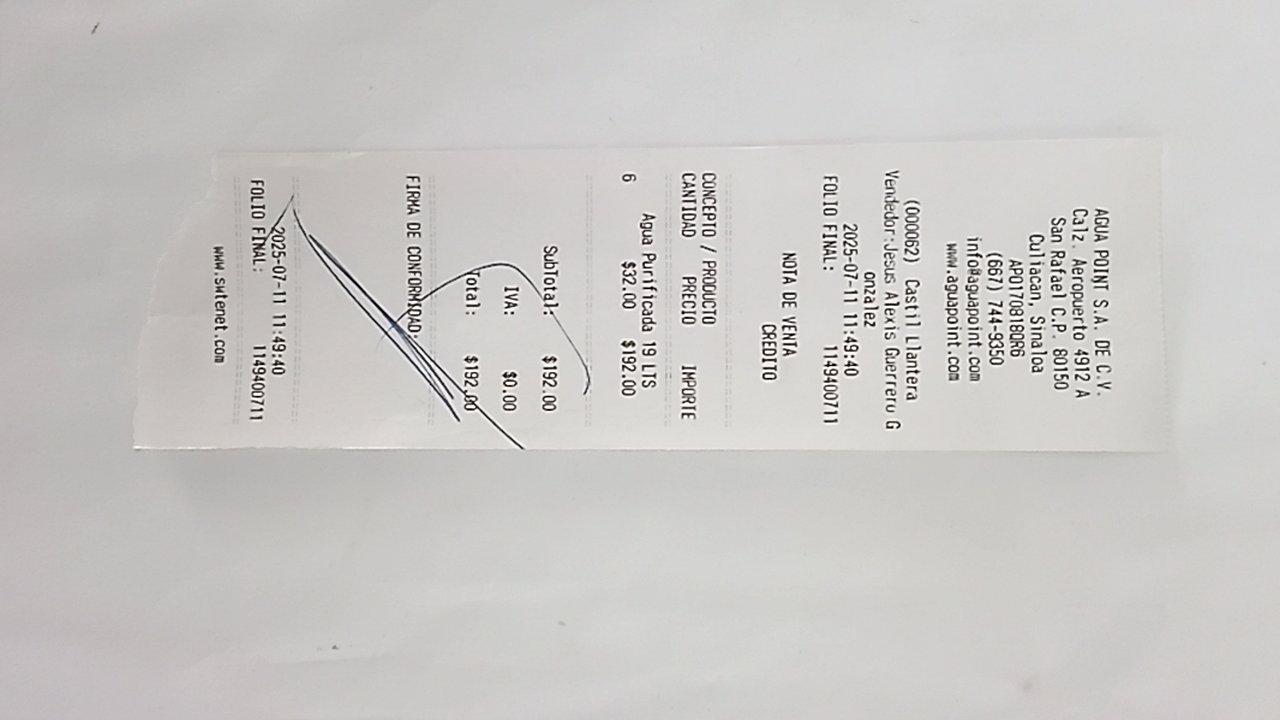 AGUA POINT S.A. DE C.V.
Calz. Aeropuerto 4912 A
San Rafael C.P. 80150
Culiacan, Sinaloa
APO170818QR6
(667) 744-9350
info@aguapoint.com
www.aguapoint.com
(000062) Castil Llantera
Vendedor:Jesus Alexis Guerreru G
onzalez
2025-07-11 11:49:40
FOLIO FINAL: 1149400711
NOTA DE VENTA
CREDITO
CONCEPTO / PRODUCTO
CANTIDAD PRECIO IMPORTE
Agua Purificada 19 LTS
6 $32.00 $192.00
SubTotal: $192.00
IVA: $0.00
Total: $192.00
FIRMA DE CONFORMIDAD:
2025-07-11 11:49:40
FOLIO FINAL: 1149400711
www.swtenet.com